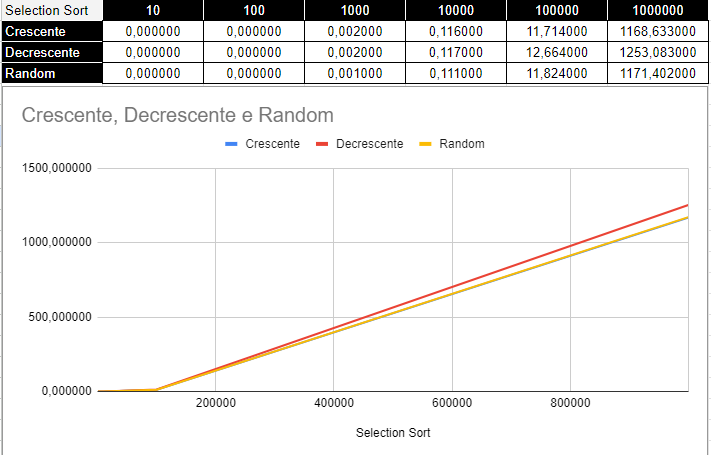 Selection Sort 10 100 1000 10000 100000 1000000
Crescente 0,000000 0,000000 0,002000 0,116000 11,714000 1168,633000
Decrescente 0,000000 0,000000 0,002000 0,117000 12,664000 1253,083000
Random 0,000000 0,000000 0,001000 0,111000 11,824000 1171,402000
Crescente, Decrescente e Random
Crescente Decrescente Random
1500,000000
1000,000000
500,000000
0,000000
200000 400000 600000 800000
Selection Sort